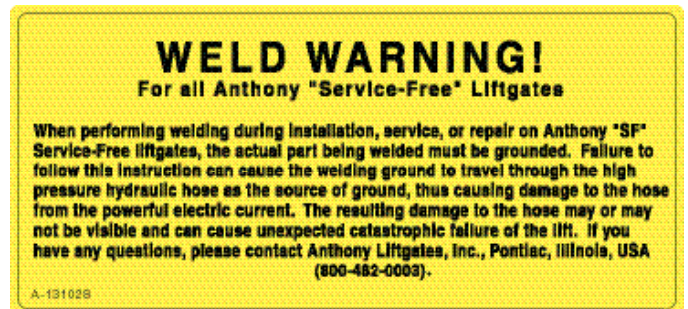 WELD WARNING!
For all Anthony "Service-Free" Liftgates
When performing welding during installation, service, or repair on Anthony "SF"
Service-Free liftgates, the actual part being welded must be grounded. Failure to
follow this instruction can cause the welding ground to travel through the high
pressure hydraulic hose as the source of ground, thus causing damage to the hose
from the powerful electric current. The resulting damage to the hose may or may
not be visible and can cause unexpected catastrophic failure of the lift. If you
have any questions, please contact Anthony Liftgates, Inc., Pontiac, Illinois, USA
(800-482-0003).
A-131028